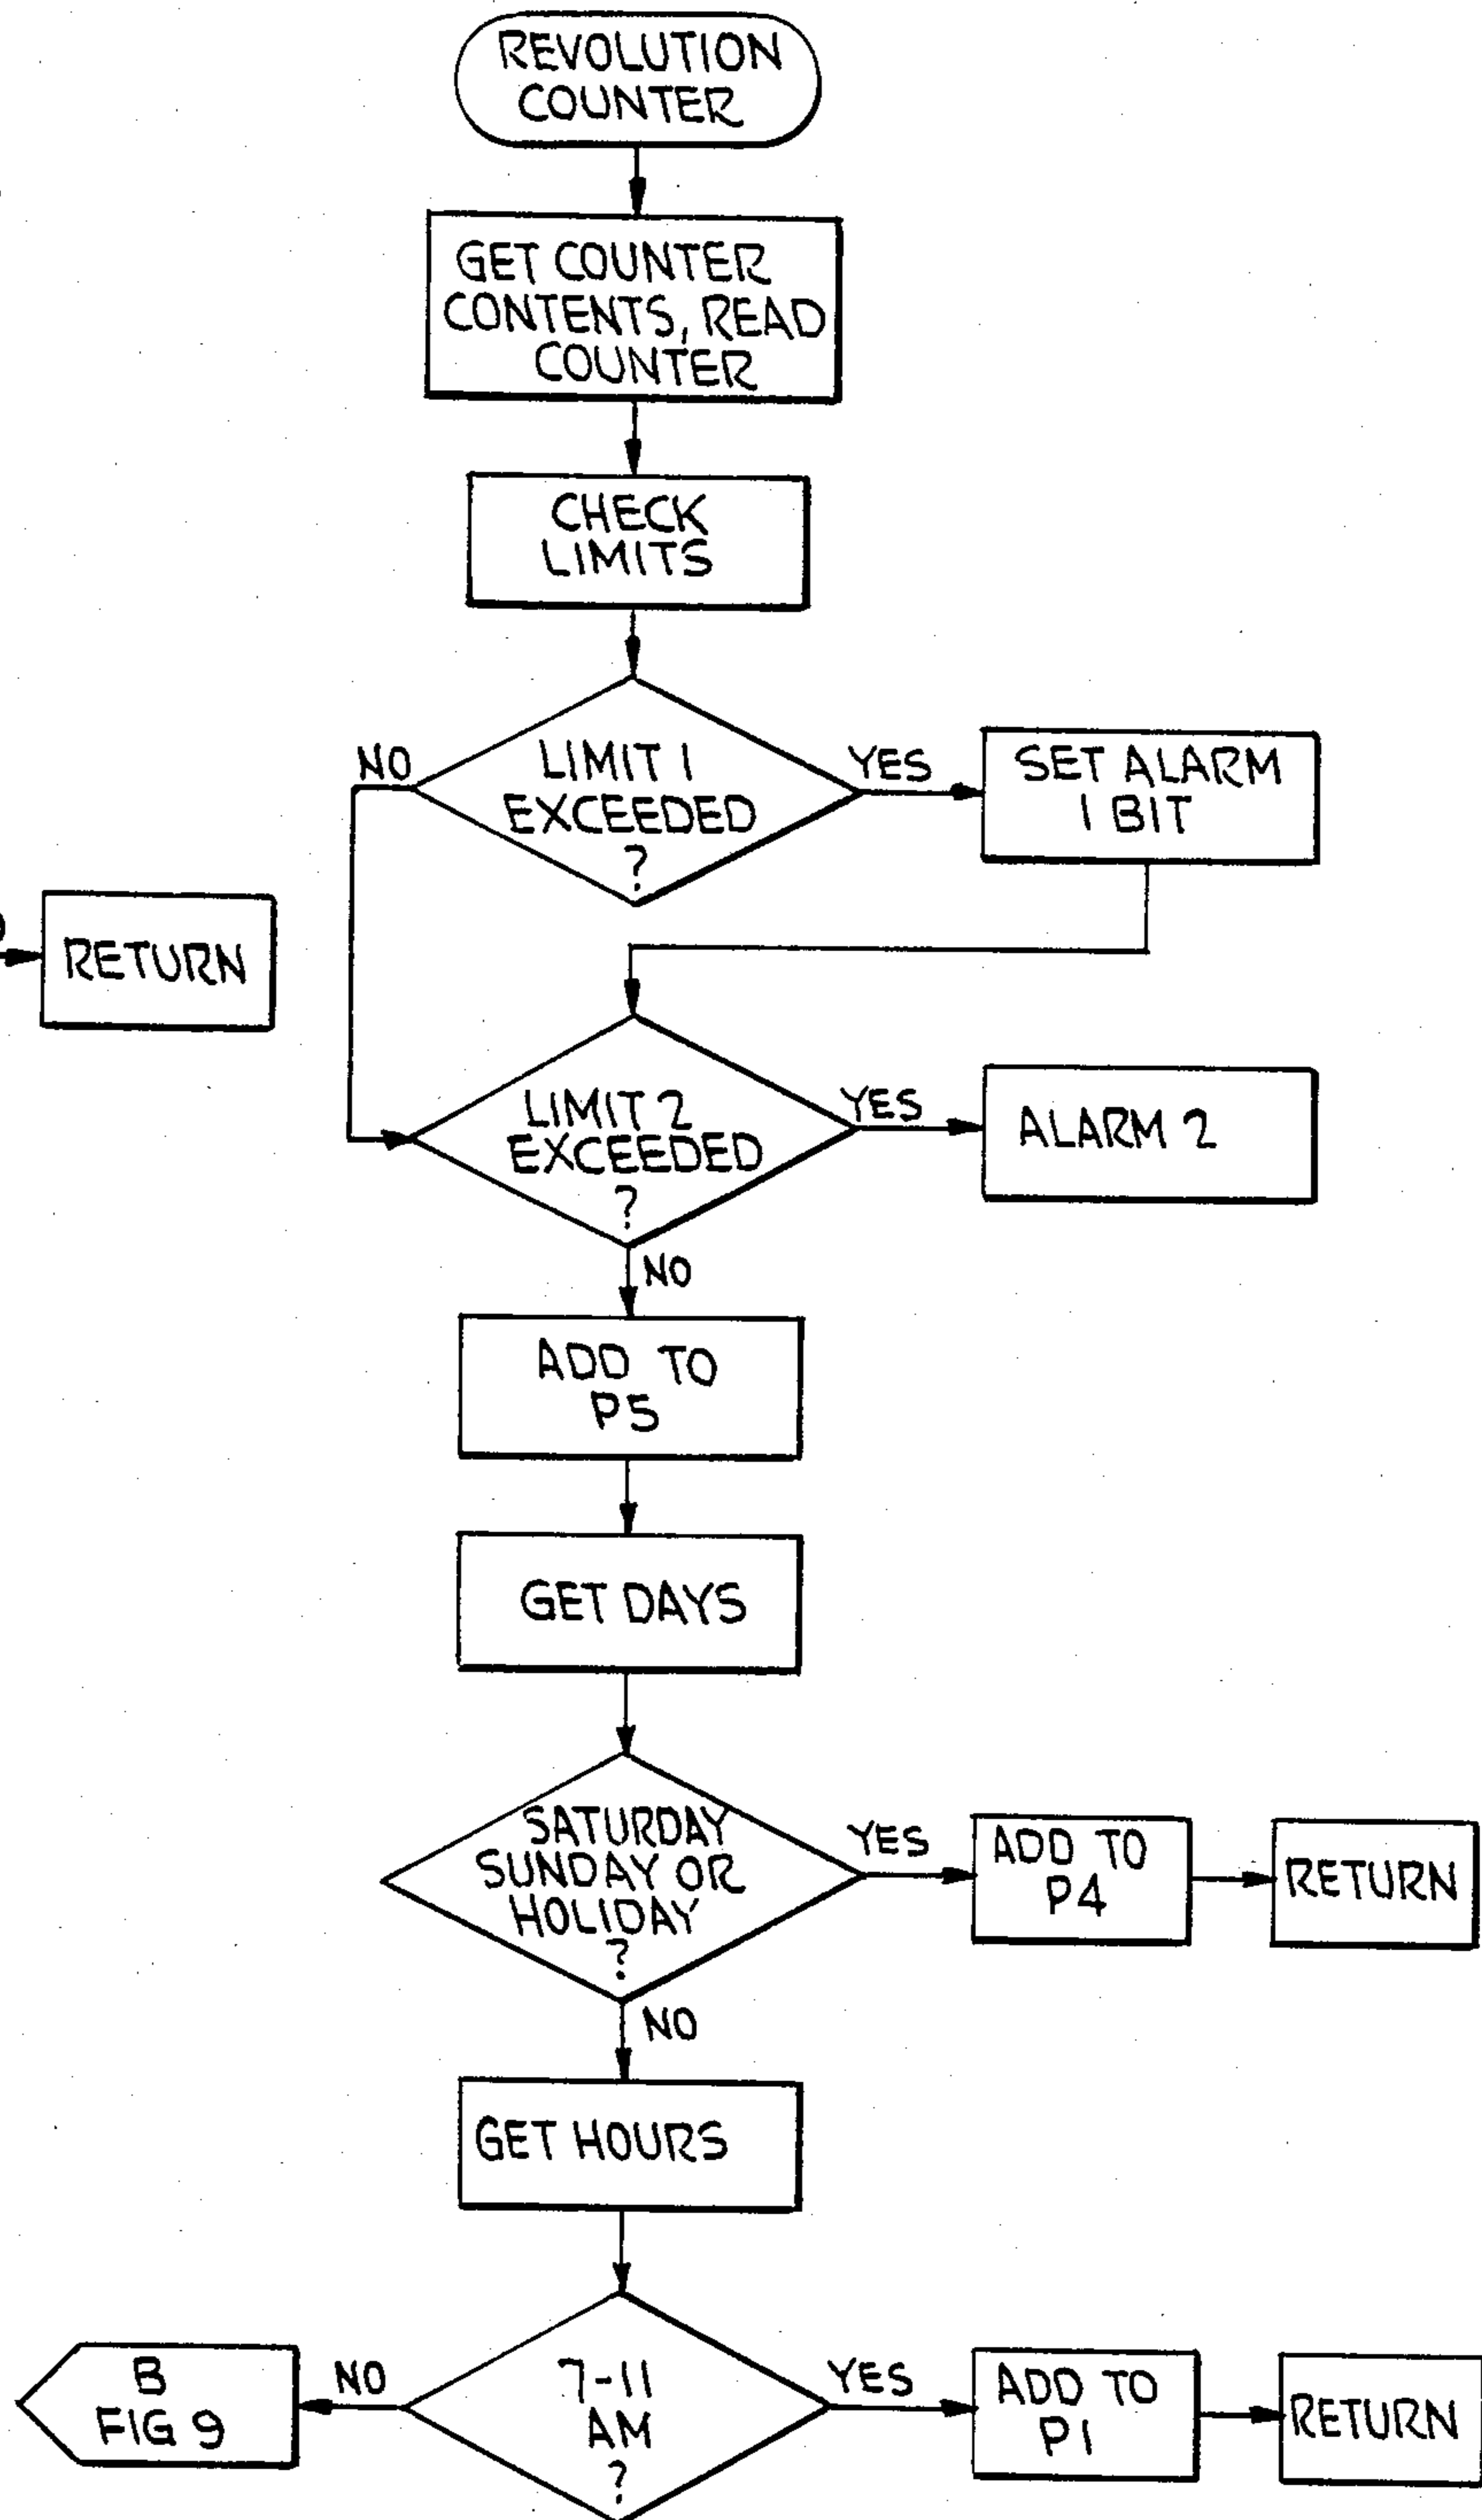 REVOLUTION
COUNTER
GET COUNTER
CONTENTS, READ
COUNTER
CHECK
LIMITS
LIMIT 1
EXCEEDED
?
NO
YES
SET ALARM
1 BIT
RETURN
LIMIT 2
EXCEEDED
?
YES
ALARM 2
NO
ADD TO
P5
GET DAYS
SATURDAY
SUNDAY OR
HOLIDAY
?
YES
ADD TO
P4
RETURN
NO
GET HOURS
7-11
AM
?
NO
B
FIG 9
YES
ADD TO
P1
RETURN